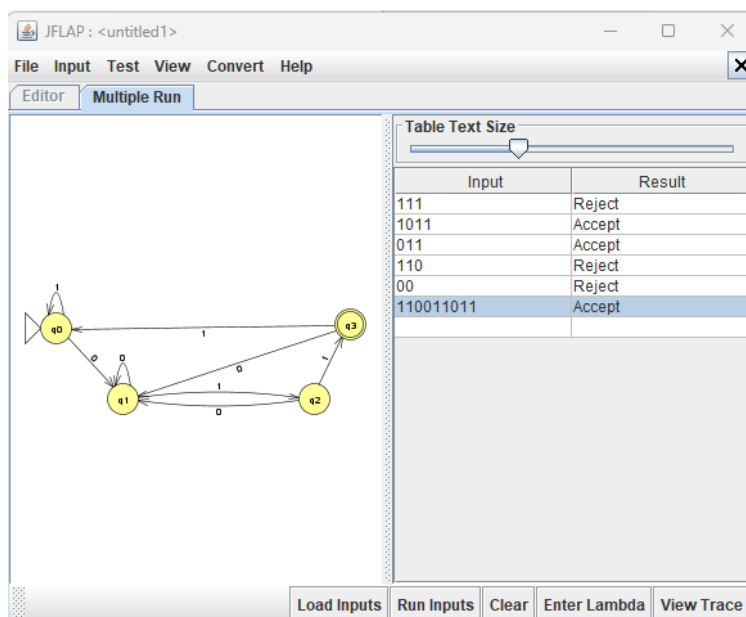 JFLAP : <untitled1>
File Input Test View Convert Help
Editor Multiple Run
Table Text Size
Input Result
111 Reject
1011 Accept
011 Accept
110 Reject
00 Reject
110011011 Accept
1
q0
q3
1
0
0
0
q1
1
0
q2
1
Load Inputs Run Inputs Clear Enter Lambda View Trace